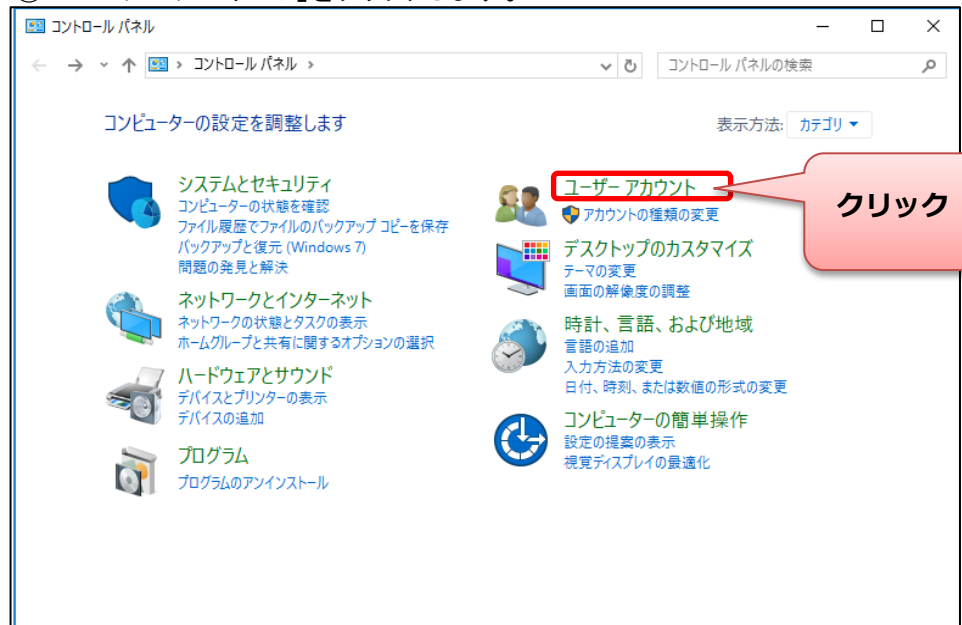 コントロール パネル
コントロール パネル
コントロール パネルの検索
コンピューターの設定を調整します
表示方法: カテゴリ
システムとセキュリティ
コンピューターの状態を確認
ファイル履歴でファイルのバックアップ コピーを保存
バックアップと復元 (Windows 7)
問題の発見と解決
ネットワークとインターネット
ネットワークの状態とタスクの表示
ホームグループと共有に関するオプションの選択
ハードウェアとサウンド
デバイスとプリンターの表示
デバイスの追加
プログラム
プログラムのアンインストール
ユーザー アカウント
アカウントの種類の変更
クリック
デスクトップのカスタマイズ
テーマの変更
画面の解像度の調整
時計、言語、および地域
言語の追加
入力方法の変更
日付、時刻、または数値の形式の変更
コンピューターの簡単操作
設定の提案の表示
視覚ディスプレイの最適化